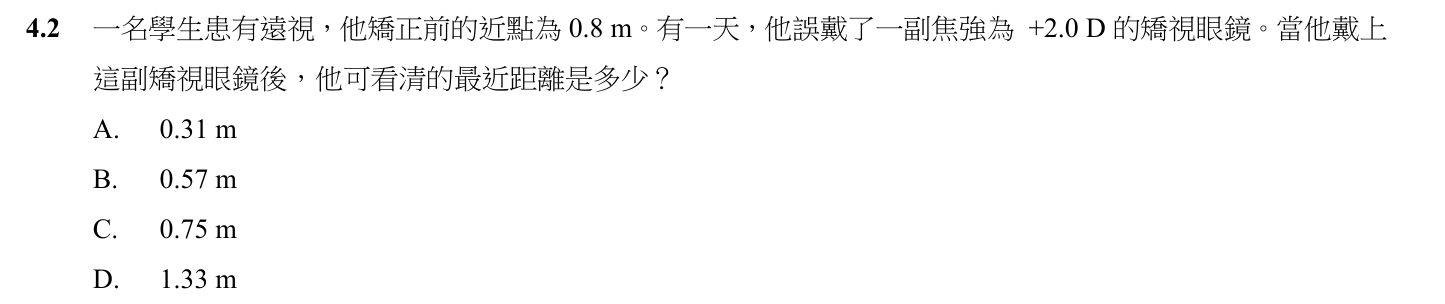 4.2 一名學生患有遠視，他矯正前的近點為 0.8 m。有一天，他誤戴了一副焦強為 +2.0 D 的矯視眼鏡。當他戴上
這副矯視眼鏡後，他可看清的最近距離是多少？
A. 0.31 m
B. 0.57 m
C. 0.75 m
D. 1.33 m